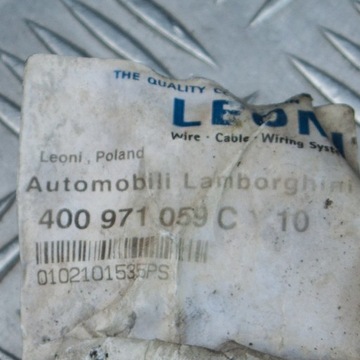 THE QUALITY
LEONI
Wire · Cable · Wiring Syst
Leoni, Poland
Automobili Lamborghini
400 971 059 C Y 10
0102101535PS